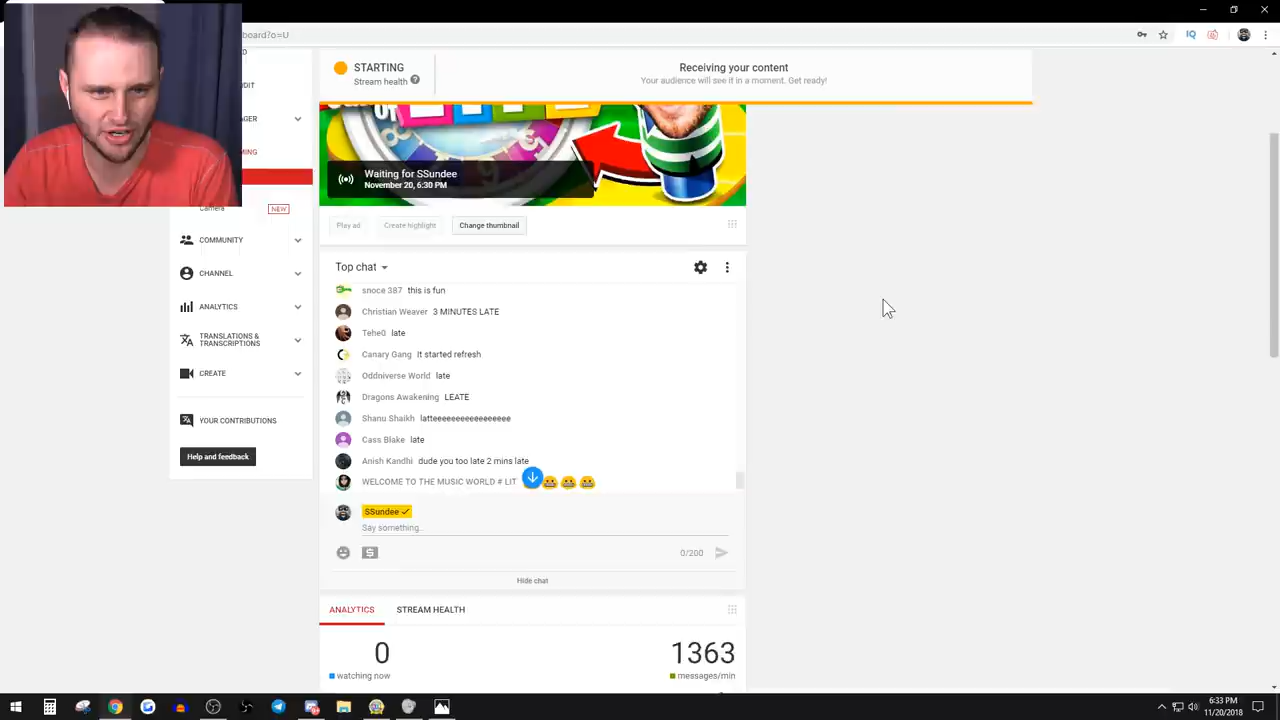 board?o=U
STARTING
Stream health ?
Receiving your content
Your audience will see it in a moment. Get ready!
Waiting for SSundee
November 20, 6:30 PM
Play ad
Create highlight
Change thumbnail
NEW
COMMUNITY
CHANNEL
ANALYTICS
TRANSLATIONS &
TRANSCRIPTIONS
CREATE
YOUR CONTRIBUTIONS
Help and feedback
Top chat
snoce 387 this is fun
Christian Weaver 3 MINUTES LATE
Tehe0 late
Canary Gang it started refresh
Oddniverse World late
Dragons Awakening LEATE
Shanu Shaikh latteeeeeeeeeeeeeeee
Cass Blake late
Anish Kandhi dude you too late 2 mins late
WELCOME TO THE MUSIC WORLD # LIT
SSundee
Say something...
0/200
Hide chat
ANALYTICS
STREAM HEALTH
0
watching now
1363
messages/min
IQ
6:33 PM
11/20/2018